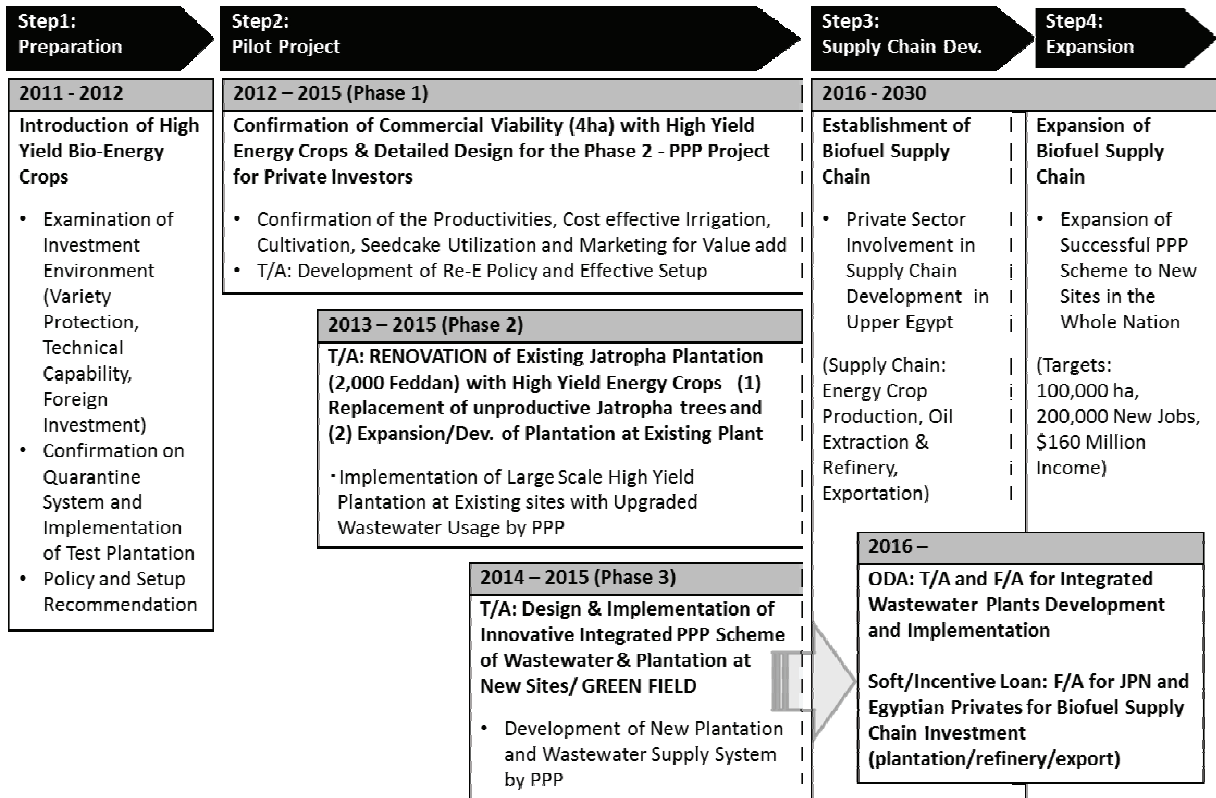 Step1:
Preparation
Step2:
Pilot Project
Step3:
Supply Chain Dev.
Step4:
Expansion
2011 - 2012
Introduction of High
Yield Bio-Energy
Crops
• Examination of
Investment
Environment
(Variety
Protection,
Technical
Capability,
Foreign
Investment)
• Confirmation on
Quarantine
System and
Implementation
of Test Plantation
• Policy and Setup
Recommendation
2012 – 2015 (Phase 1)
Confirmation of Commercial Viability (4ha) with High Yield
Energy Crops & Detailed Design for the Phase 2 - PPP Project
for Private Investors
• Confirmation of the Productivities, Cost effective Irrigation,
Cultivation, Seedcake Utilization and Marketing for Value add
• T/A: Development of Re-E Policy and Effective Setup
2013 – 2015 (Phase 2)
T/A: RENOVATION of Existing Jatropha Plantation
(2,000 Feddan) with High Yield Energy Crops (1)
Replacement of unproductive Jatropha trees and
(2) Expansion/Dev. of Plantation at Existing Plant
・Implementation of Large Scale High Yield
Plantation at Existing sites with Upgraded
Wastewater Usage by PPP
2014 – 2015 (Phase 3)
T/A: Design & Implementation of
Innovative Integrated PPP Scheme
of Wastewater & Plantation at
New Sites/ GREEN FIELD
• Development of New Plantation
and Wastewater Supply System
by PPP
2016 - 2030
Establishment of
Biofuel Supply
Chain
• Private Sector
Involvement in
Supply Chain
Development in
Upper Egypt
(Supply Chain:
Energy Crop
Production, Oil
Extraction &
Refinery,
Exportation)
Expansion of
Biofuel Supply
Chain
• Expansion of
Successful PPP
Scheme to New
Sites in the
Whole Nation
(Targets:
100,000 ha,
200,000 New Jobs,
$160 Million
Income)
2016 –
ODA: T/A and F/A for Integrated
Wastewater Plants Development
and Implementation
Soft/Incentive Loan: F/A for JPN and
Egyptian Privates for Biofuel Supply
Chain Investment
(plantation/refinery/export)